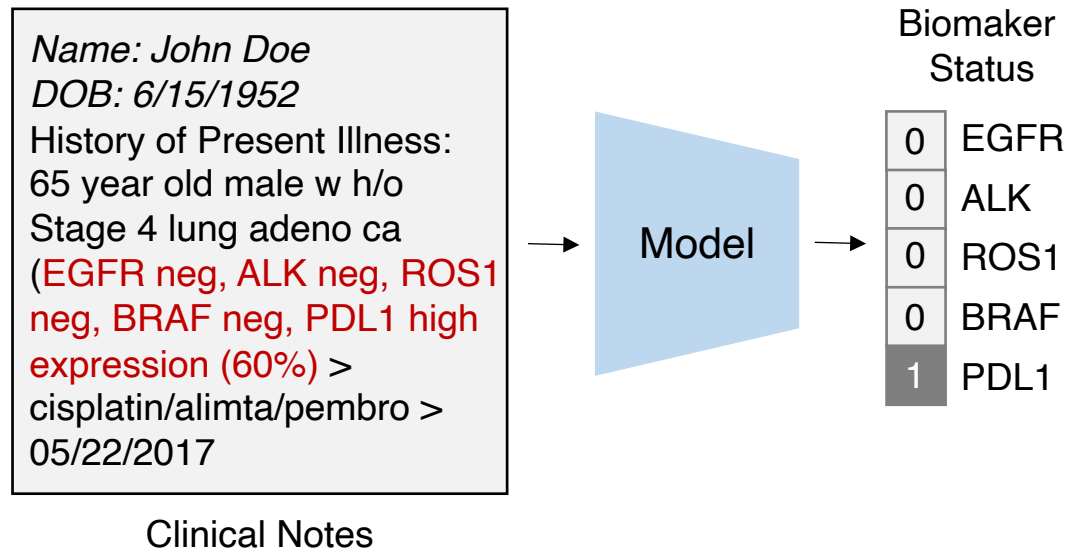 Name: John Doe
DOB: 6/15/1952
History of Present Illness:
65 year old male w h/o
Stage 4 lung adeno ca
(EGFR neg, ALK neg, ROS1
neg, BRAF neg, PDL1 high
expression (60%) >
cisplatin/alimta/pembro >
05/22/2017
Clinical Notes
Model
Biomaker
Status
0 EGFR
0 ALK
0 ROS1
0 BRAF
1 PDL1